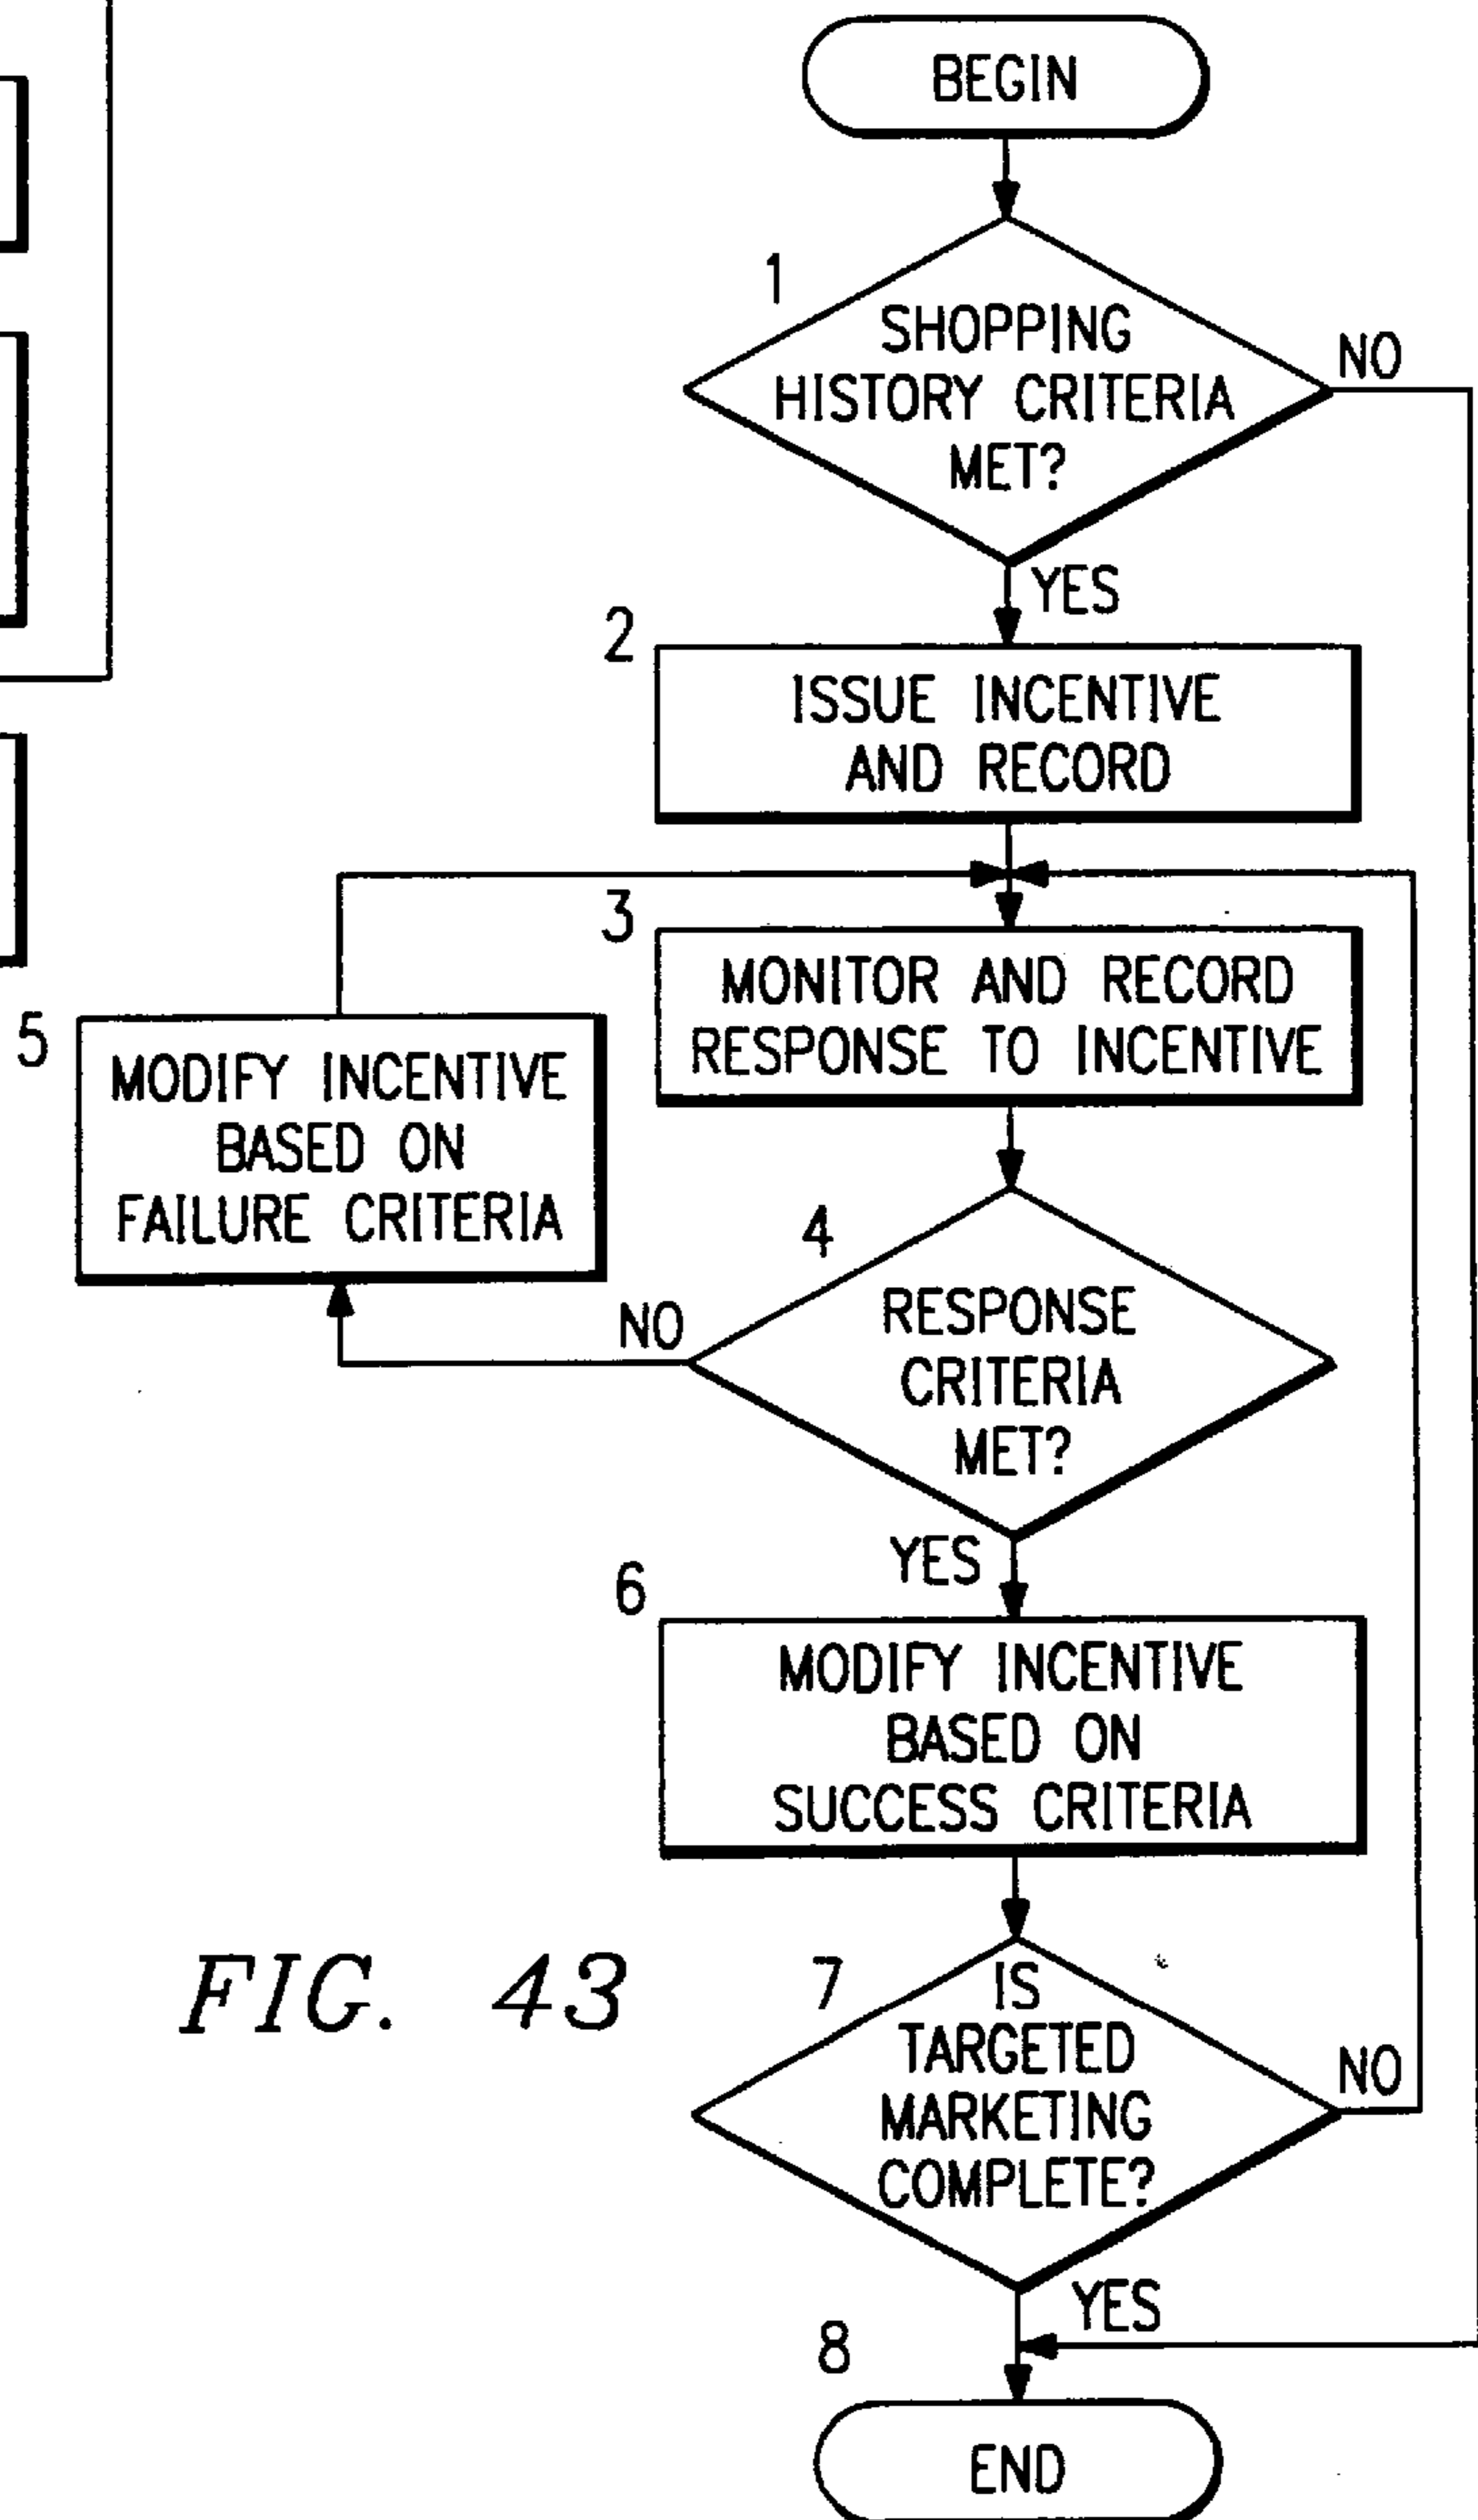 BEGIN
1
SHOPPING
HISTORY CRITERIA
MET?
NO
YES
2
ISSUE INCENTIVE
AND RECORD
3
MONITOR AND RECORD
RESPONSE TO INCENTIVE
5
MODIFY INCENTIVE
BASED ON
FAILURE CRITERIA
4
RESPONSE
CRITERIA
MET?
NO
YES
6
MODIFY INCENTIVE
BASED ON
SUCCESS CRITERIA
FIG. 43
7
IS
TARGETED
MARKETING
COMPLETE?
NO
YES
8
END